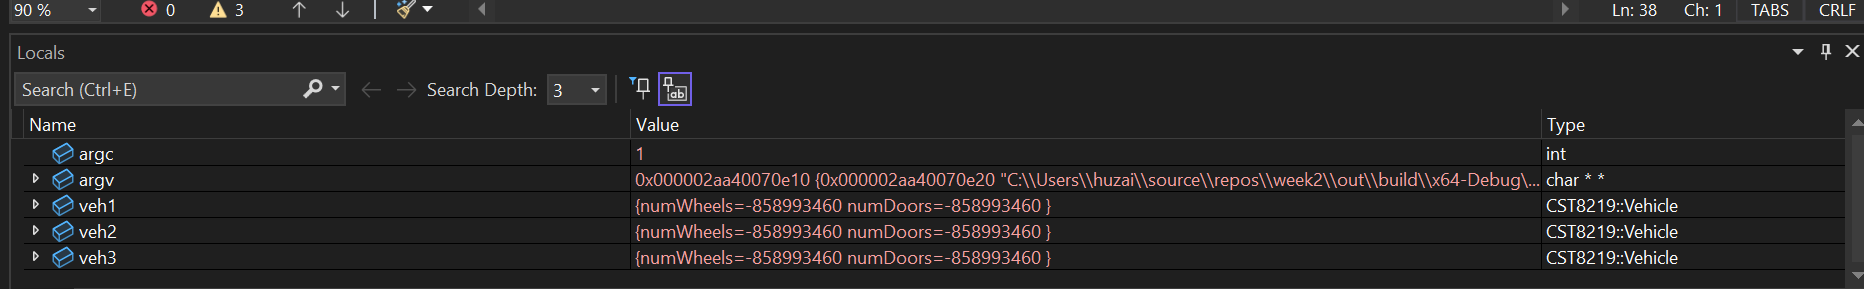 90 % 0 3 Ln: 38 Ch: 1 TABS CRLF
Locals
Search (Ctrl+E) Search Depth: 3
Name Value Type
argc 1 int
argv 0x000002aa40070e10 {0x000002aa40070e20 "C:\\Users\\huzai\\source\\repos\\week2\\out\\build\\x64-Debug\... char * *
veh1 {numWheels=-858993460 numDoors=-858993460 } CST8219::Vehicle
veh2 {numWheels=-858993460 numDoors=-858993460 } CST8219::Vehicle
veh3 {numWheels=-858993460 numDoors=-858993460 } CST8219::Vehicle